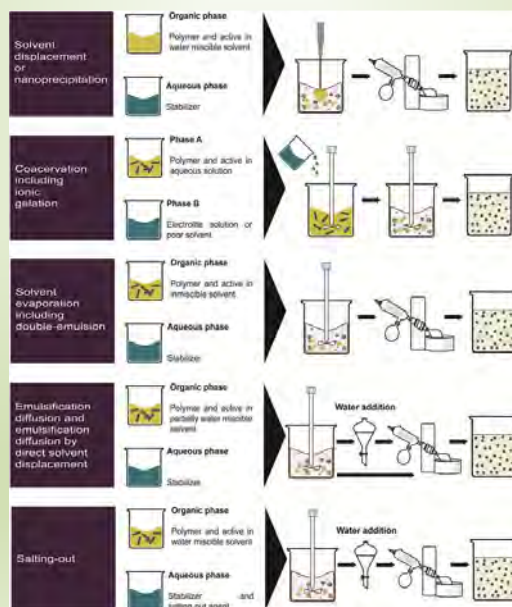 Solvent
displacement
or
nanoprecipitation
Organic phase
Polymer and active in
water miscible solvent
Aqueous phase
Stabilizer
Coacervation
including
ionic
gelation
Phase A
Polymer and active in
aqueous solution
Phase B
Electrolite solution or
poor solvent
Solvent
evaporation
including
double-emulsion
Organic phase
Polymer and active in
inmiscible solvent
Aqueous phase
Stabilizer
Emulsification
diffusion and
emulsification
diffusion by
direct solvent
displacement
Organic phase
Polymer and active in
partially water miscible
solvent
Aqueous phase
Stabilizer
Water addition
Salting-out
Organic phase
Polymer and active in
water miscible solvent
Aqueous phase
Stabilizer and
salting out agent
Water addition